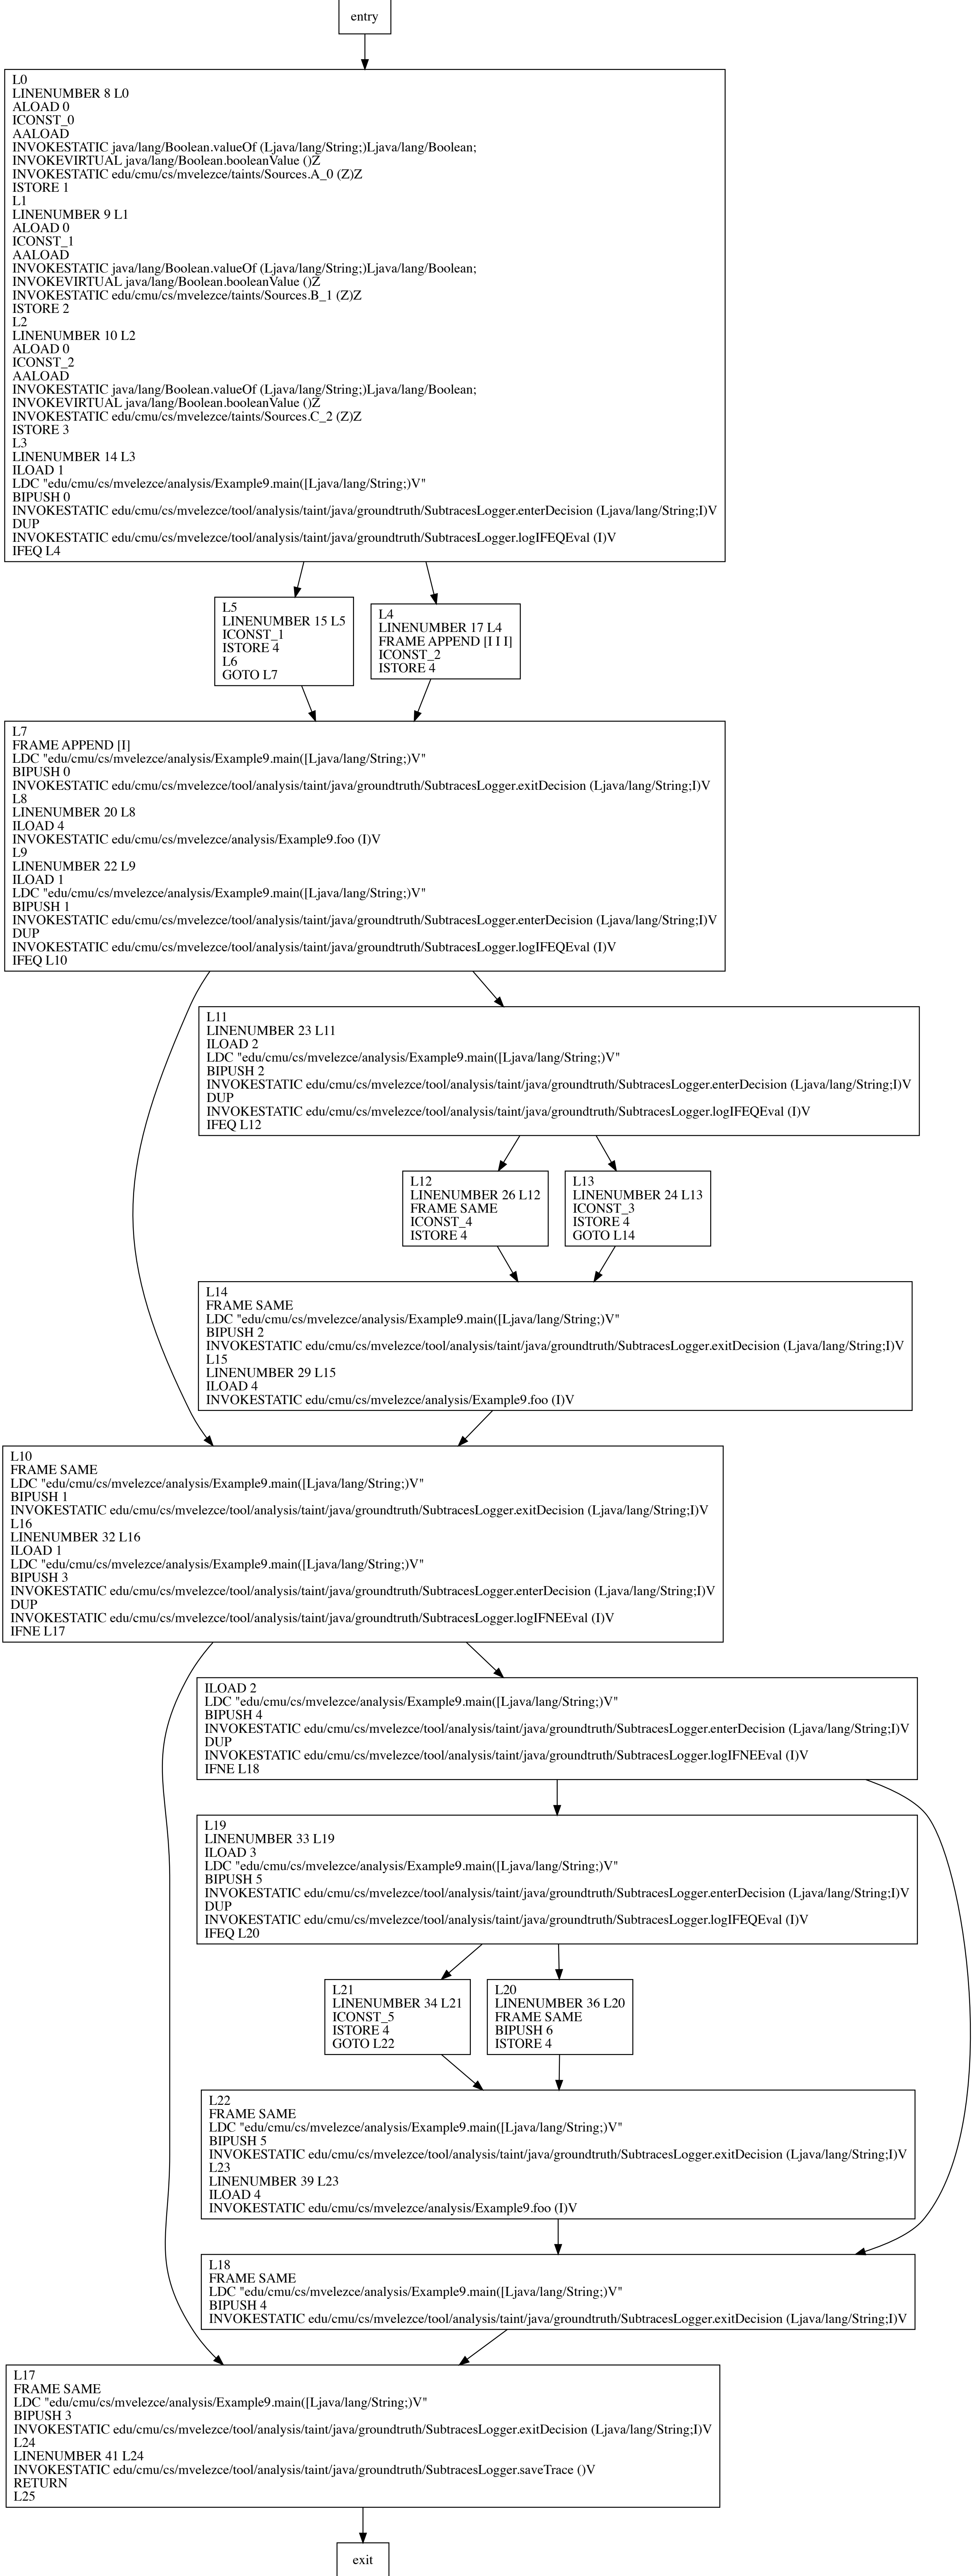 entry
L0
LINENUMBER 8 L0
ALOAD 0
ICONST_0
AALOAD
INVOKESTATIC java/lang/Boolean.valueOf (Ljava/lang/String;)Ljava/lang/Boolean;
INVOKEVIRTUAL java/lang/Boolean.booleanValue ()Z
INVOKESTATIC edu/cmu/cs/mvelezce/taints/Sources.A_0 (Z)Z
ISTORE 1
L1
LINENUMBER 9 L1
ALOAD 0
ICONST_1
AALOAD
INVOKESTATIC java/lang/Boolean.valueOf (Ljava/lang/String;)Ljava/lang/Boolean;
INVOKEVIRTUAL java/lang/Boolean.booleanValue ()Z
INVOKESTATIC edu/cmu/cs/mvelezce/taints/Sources.B_1 (Z)Z
ISTORE 2
L2
LINENUMBER 10 L2
ALOAD 0
ICONST_2
AALOAD
INVOKESTATIC java/lang/Boolean.valueOf (Ljava/lang/String;)Ljava/lang/Boolean;
INVOKEVIRTUAL java/lang/Boolean.booleanValue ()Z
INVOKESTATIC edu/cmu/cs/mvelezce/taints/Sources.C_2 (Z)Z
ISTORE 3
L3
LINENUMBER 14 L3
ILOAD 1
LDC "edu/cmu/cs/mvelezce/analysis/Example9.main([Ljava/lang/String;)V"
BIPUSH 0
INVOKESTATIC edu/cmu/cs/mvelezce/tool/analysis/taint/java/groundtruth/SubtracesLogger.enterDecision (Ljava/lang/String;I)V
DUP
INVOKESTATIC edu/cmu/cs/mvelezce/tool/analysis/taint/java/groundtruth/SubtracesLogger.logIFEQEval (I)V
IFEQ L4
L5
LINENUMBER 15 L5
ICONST_1
ISTORE 4
L6
GOTO L7
L4
LINENUMBER 17 L4
FRAME APPEND [I I I]
ICONST_2
ISTORE 4
L7
FRAME APPEND [I]
LDC "edu/cmu/cs/mvelezce/analysis/Example9.main([Ljava/lang/String;)V"
BIPUSH 0
INVOKESTATIC edu/cmu/cs/mvelezce/tool/analysis/taint/java/groundtruth/SubtracesLogger.exitDecision (Ljava/lang/String;I)V
L8
LINENUMBER 20 L8
ILOAD 4
INVOKESTATIC edu/cmu/cs/mvelezce/analysis/Example9.foo (I)V
L9
LINENUMBER 22 L9
ILOAD 1
LDC "edu/cmu/cs/mvelezce/analysis/Example9.main([Ljava/lang/String;)V"
BIPUSH 1
INVOKESTATIC edu/cmu/cs/mvelezce/tool/analysis/taint/java/groundtruth/SubtracesLogger.enterDecision (Ljava/lang/String;I)V
DUP
INVOKESTATIC edu/cmu/cs/mvelezce/tool/analysis/taint/java/groundtruth/SubtracesLogger.logIFEQEval (I)V
IFEQ L10
L11
LINENUMBER 23 L11
ILOAD 2
LDC "edu/cmu/cs/mvelezce/analysis/Example9.main([Ljava/lang/String;)V"
BIPUSH 2
INVOKESTATIC edu/cmu/cs/mvelezce/tool/analysis/taint/java/groundtruth/SubtracesLogger.enterDecision (Ljava/lang/String;I)V
DUP
INVOKESTATIC edu/cmu/cs/mvelezce/tool/analysis/taint/java/groundtruth/SubtracesLogger.logIFEQEval (I)V
IFEQ L12
L12
LINENUMBER 26 L12
FRAME SAME
ICONST_4
ISTORE 4
L13
LINENUMBER 24 L13
ICONST_3
ISTORE 4
GOTO L14
L14
FRAME SAME
LDC "edu/cmu/cs/mvelezce/analysis/Example9.main([Ljava/lang/String;)V"
BIPUSH 2
INVOKESTATIC edu/cmu/cs/mvelezce/tool/analysis/taint/java/groundtruth/SubtracesLogger.exitDecision (Ljava/lang/String;I)V
L15
LINENUMBER 29 L15
ILOAD 4
INVOKESTATIC edu/cmu/cs/mvelezce/analysis/Example9.foo (I)V
L10
FRAME SAME
LDC "edu/cmu/cs/mvelezce/analysis/Example9.main([Ljava/lang/String;)V"
BIPUSH 1
INVOKESTATIC edu/cmu/cs/mvelezce/tool/analysis/taint/java/groundtruth/SubtracesLogger.exitDecision (Ljava/lang/String;I)V
L16
LINENUMBER 32 L16
ILOAD 1
LDC "edu/cmu/cs/mvelezce/analysis/Example9.main([Ljava/lang/String;)V"
BIPUSH 3
INVOKESTATIC edu/cmu/cs/mvelezce/tool/analysis/taint/java/groundtruth/SubtracesLogger.enterDecision (Ljava/lang/String;I)V
DUP
INVOKESTATIC edu/cmu/cs/mvelezce/tool/analysis/taint/java/groundtruth/SubtracesLogger.logIFNEEval (I)V
IFNE L17
ILOAD 2
LDC "edu/cmu/cs/mvelezce/analysis/Example9.main([Ljava/lang/String;)V"
BIPUSH 4
INVOKESTATIC edu/cmu/cs/mvelezce/tool/analysis/taint/java/groundtruth/SubtracesLogger.enterDecision (Ljava/lang/String;I)V
DUP
INVOKESTATIC edu/cmu/cs/mvelezce/tool/analysis/taint/java/groundtruth/SubtracesLogger.logIFNEEval (I)V
IFNE L18
L19
LINENUMBER 33 L19
ILOAD 3
LDC "edu/cmu/cs/mvelezce/analysis/Example9.main([Ljava/lang/String;)V"
BIPUSH 5
INVOKESTATIC edu/cmu/cs/mvelezce/tool/analysis/taint/java/groundtruth/SubtracesLogger.enterDecision (Ljava/lang/String;I)V
DUP
INVOKESTATIC edu/cmu/cs/mvelezce/tool/analysis/taint/java/groundtruth/SubtracesLogger.logIFEQEval (I)V
IFEQ L20
L21
LINENUMBER 34 L21
ICONST_5
ISTORE 4
GOTO L22
L20
LINENUMBER 36 L20
FRAME SAME
BIPUSH 6
ISTORE 4
L22
FRAME SAME
LDC "edu/cmu/cs/mvelezce/analysis/Example9.main([Ljava/lang/String;)V"
BIPUSH 5
INVOKESTATIC edu/cmu/cs/mvelezce/tool/analysis/taint/java/groundtruth/SubtracesLogger.exitDecision (Ljava/lang/String;I)V
L23
LINENUMBER 39 L23
ILOAD 4
INVOKESTATIC edu/cmu/cs/mvelezce/analysis/Example9.foo (I)V
L18
FRAME SAME
LDC "edu/cmu/cs/mvelezce/analysis/Example9.main([Ljava/lang/String;)V"
BIPUSH 4
INVOKESTATIC edu/cmu/cs/mvelezce/tool/analysis/taint/java/groundtruth/SubtracesLogger.exitDecision (Ljava/lang/String;I)V
L17
FRAME SAME
LDC "edu/cmu/cs/mvelezce/analysis/Example9.main([Ljava/lang/String;)V"
BIPUSH 3
INVOKESTATIC edu/cmu/cs/mvelezce/tool/analysis/taint/java/groundtruth/SubtracesLogger.exitDecision (Ljava/lang/String;I)V
L24
LINENUMBER 41 L24
INVOKESTATIC edu/cmu/cs/mvelezce/tool/analysis/taint/java/groundtruth/SubtracesLogger.saveTrace ()V
RETURN
L25
exit